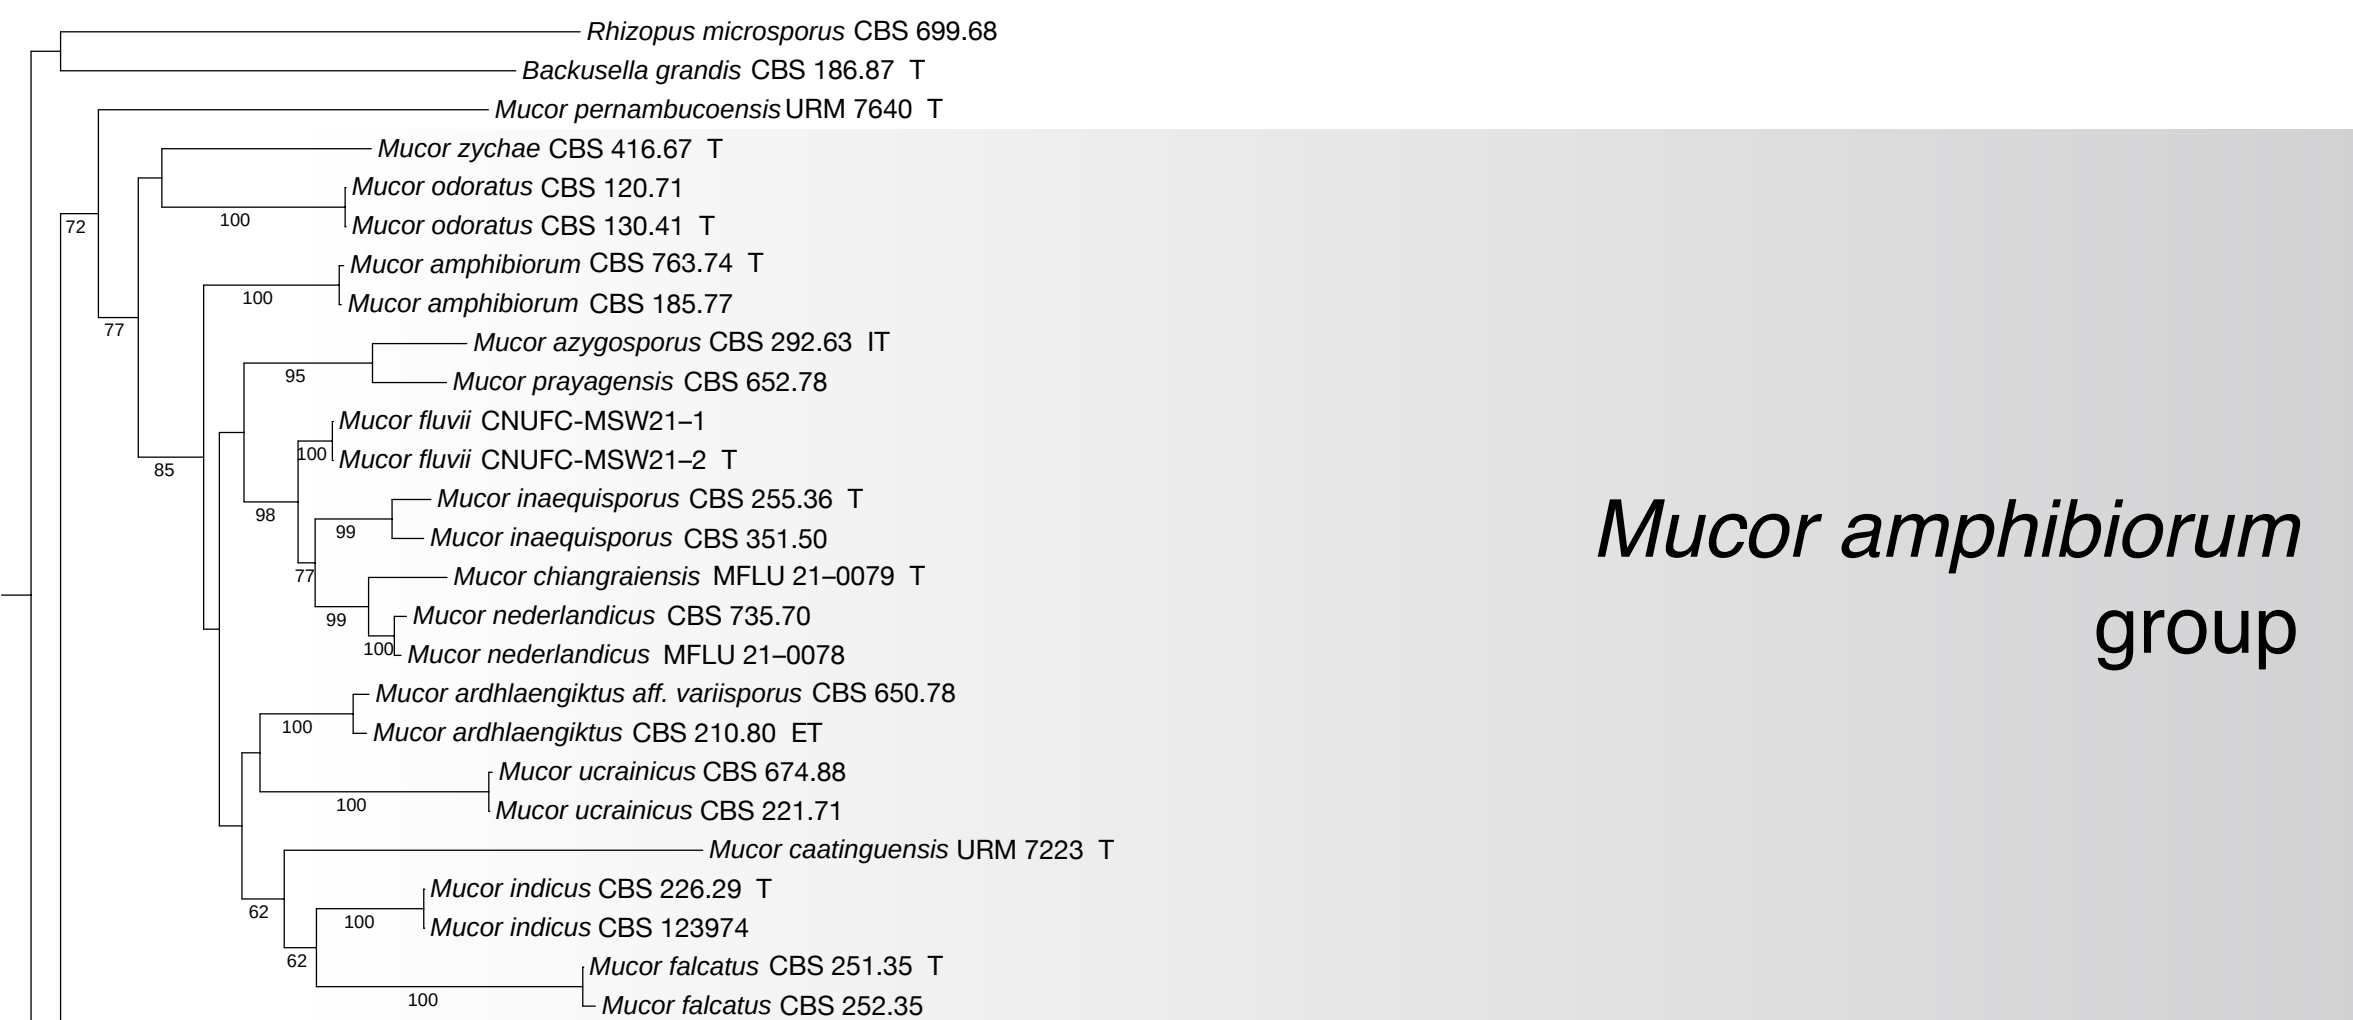 Rhizopus microsporus CBS 699.68
Backusella grandis CBS 186.87 T
Mucor pernambucoensis URM 7640 T
Mucor zychae CBS 416.67 T
Mucor odoratus CBS 120.71
100
Mucor odoratus CBS 130.41 T
72
Mucor amphibiorum CBS 763.74 T
100
Mucor amphibiorum CBS 185.77
77
Mucor azygosporus CBS 292.63 IT
95
Mucor prayagensis CBS 652.78
Mucor fluvii CNUFC-MSW21–1
100
Mucor fluvii CNUFC-MSW21–2 T
85
Mucor inaequisporus CBS 255.36 T
98
99
Mucor inaequisporus CBS 351.50
77
Mucor chiangraiensis MFLU 21–0079 T
99
Mucor nederlandicus CBS 735.70
100
Mucor nederlandicus MFLU 21–0078
Mucor ardhlaengiktus aff. variisporus CBS 650.78
100
Mucor ardhlaengiktus CBS 210.80 ET
Mucor ucrainicus CBS 674.88
100
Mucor ucrainicus CBS 221.71
Mucor caatinguensis URM 7223 T
Mucor indicus CBS 226.29 T
62
100
Mucor indicus CBS 123974
62
Mucor falcatus CBS 251.35 T
100
Mucor falcatus CBS 252.35
Mucor amphibiorum
group